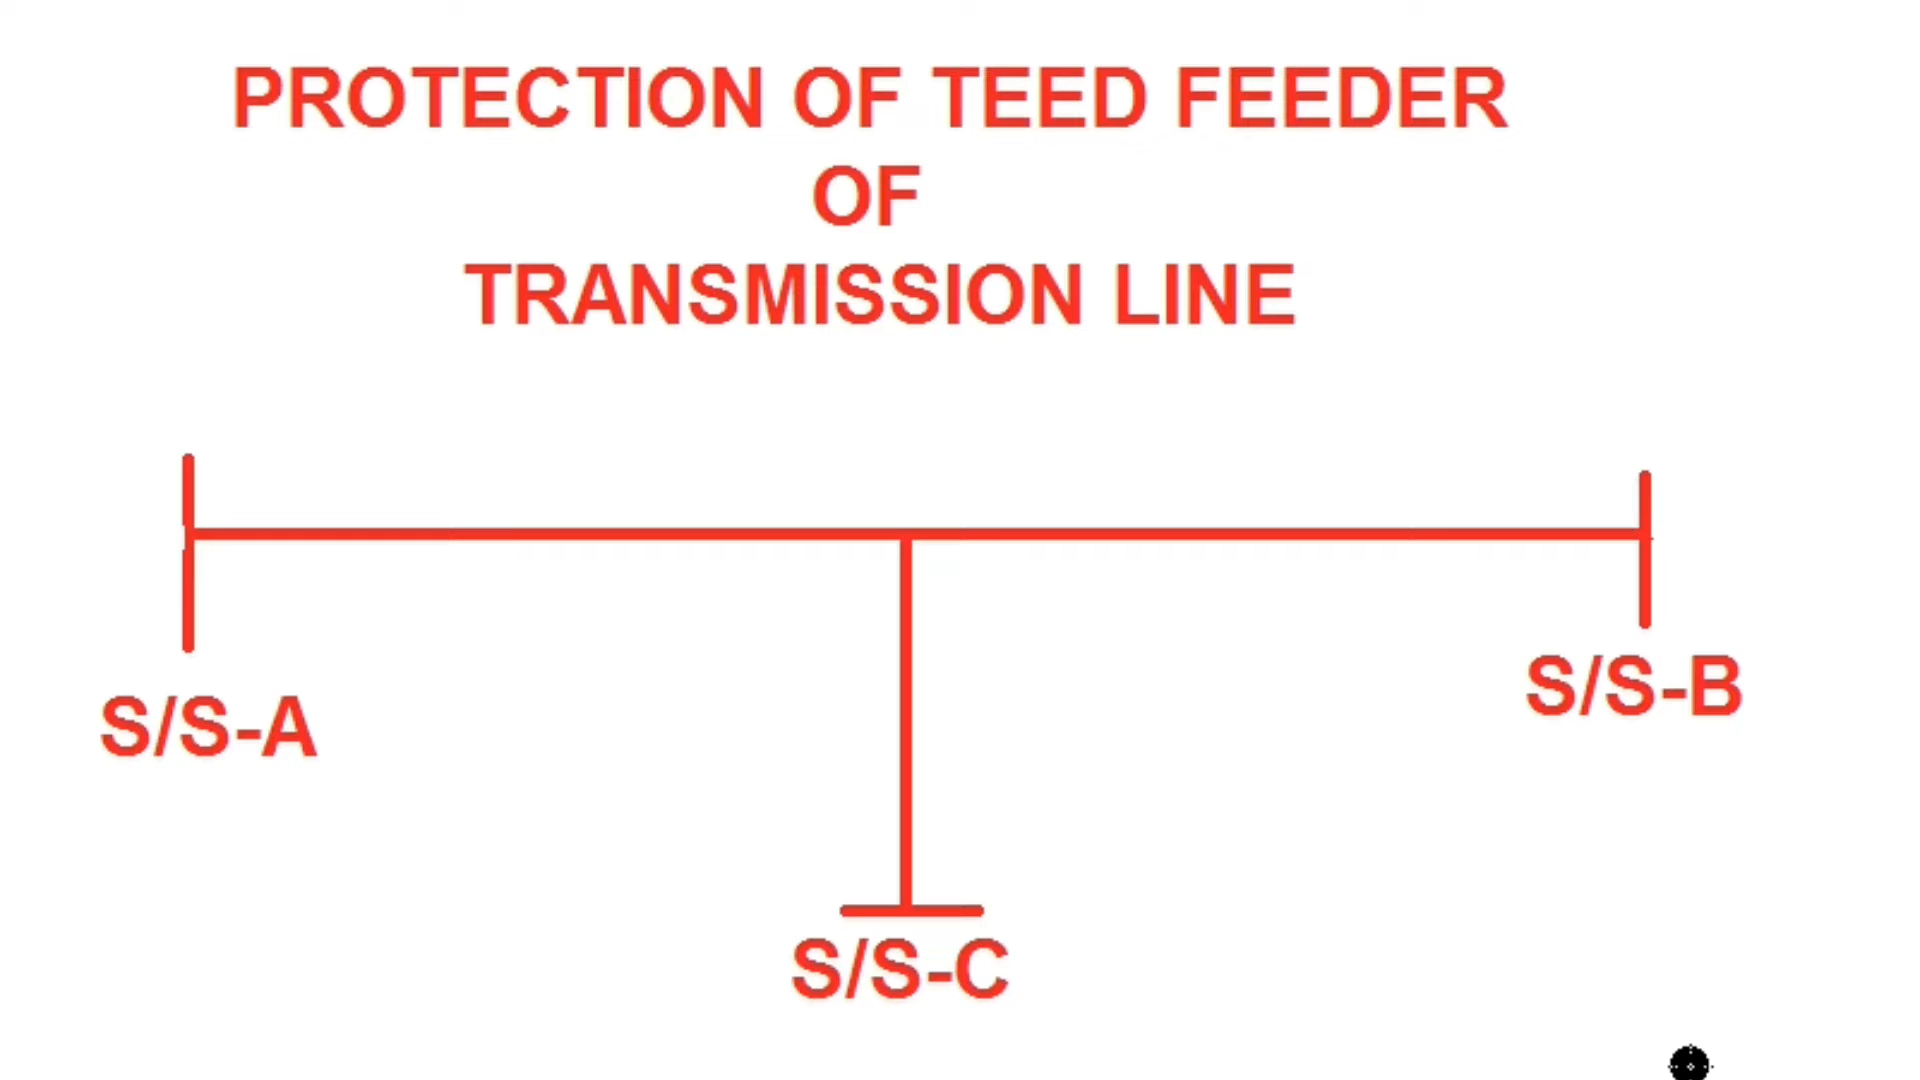 PROTECTION OF TEED FEEDER
OF
TRANSMISSION LINE
S/S-A
S/S-B
S/S-C